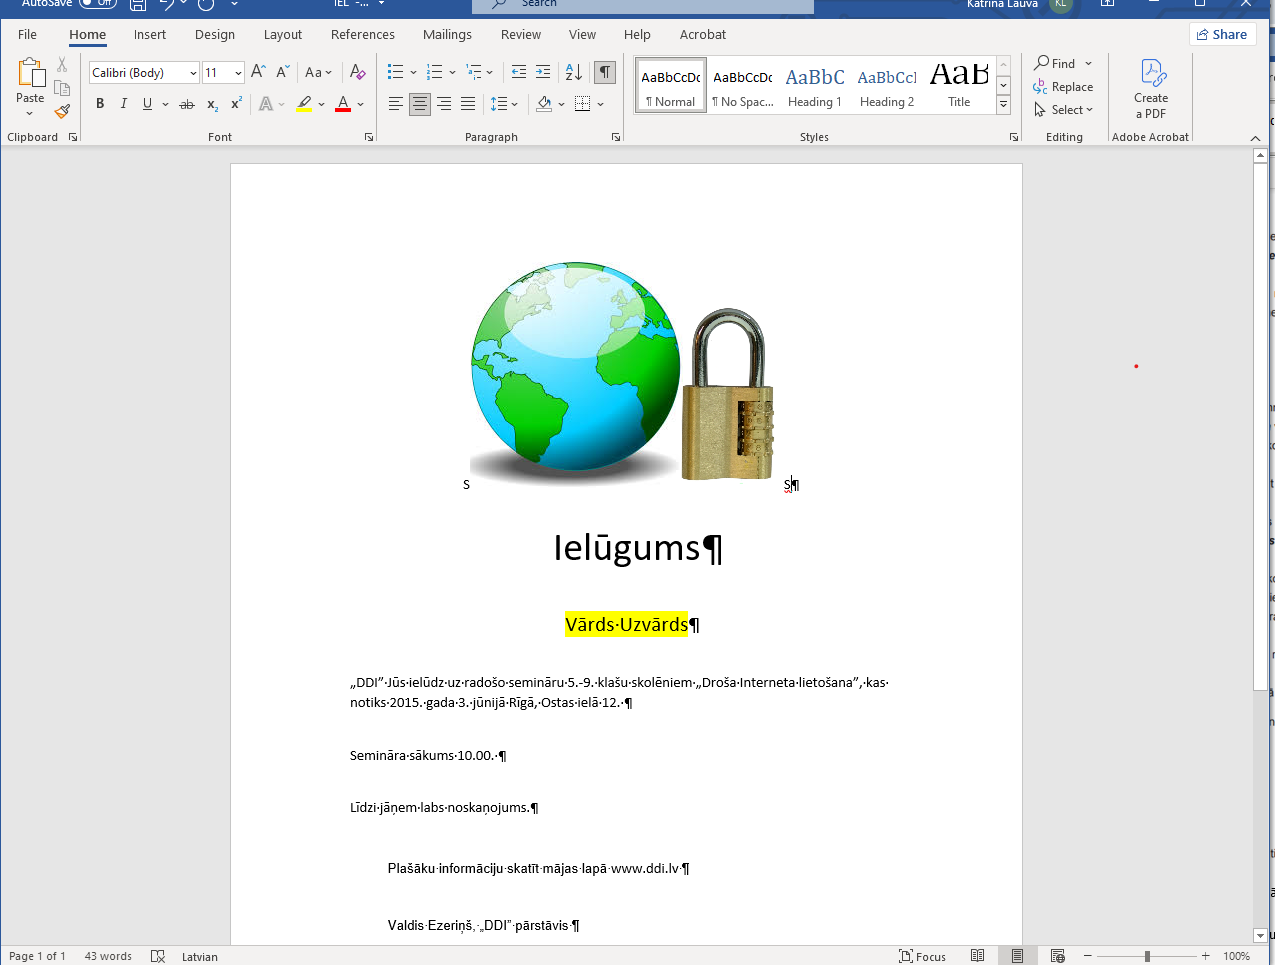 AutoSave Off IEL -... Search Katrina Lauva KL
File Home Insert Design Layout References Mailings Review View Help Acrobat Share
Paste
Clipboard
Calibri (Body) 11 A A Aa A
B I U ab x2 x2 A A
Font
Paragraph
AaBbCcDc AaBbCcDc AaBbC AaBbCcl AaB
¶ Normal ¶ No Spac... Heading 1 Heading 2 Title
Styles
Find
Replace
Select
Editing
Create
a PDF
Adobe Acrobat
S S¶
Ielūgums¶
Vārds·Uzvārds¶
„DDI”·Jūs·ielūdz·uz·radošo·semināru·5.-9.·klašu·skolēniem·„Droša·Interneta·lietošana”,·kas·
notiks·2015.·gada·3.·jūnijā·Rīgā,·Ostas·ielā·12.·¶
Semināra·sākums·10.00.·¶
Līdzi·jāņem·labs·noskaņojums.¶
Plašāku·informāciju·skatīt·mājas·lapā·www.ddi.lv·¶
Valdis·Ezeriņš,·„DDI”·pārstāvis·¶
Page 1 of 1 43 words Latvian Focus 100%